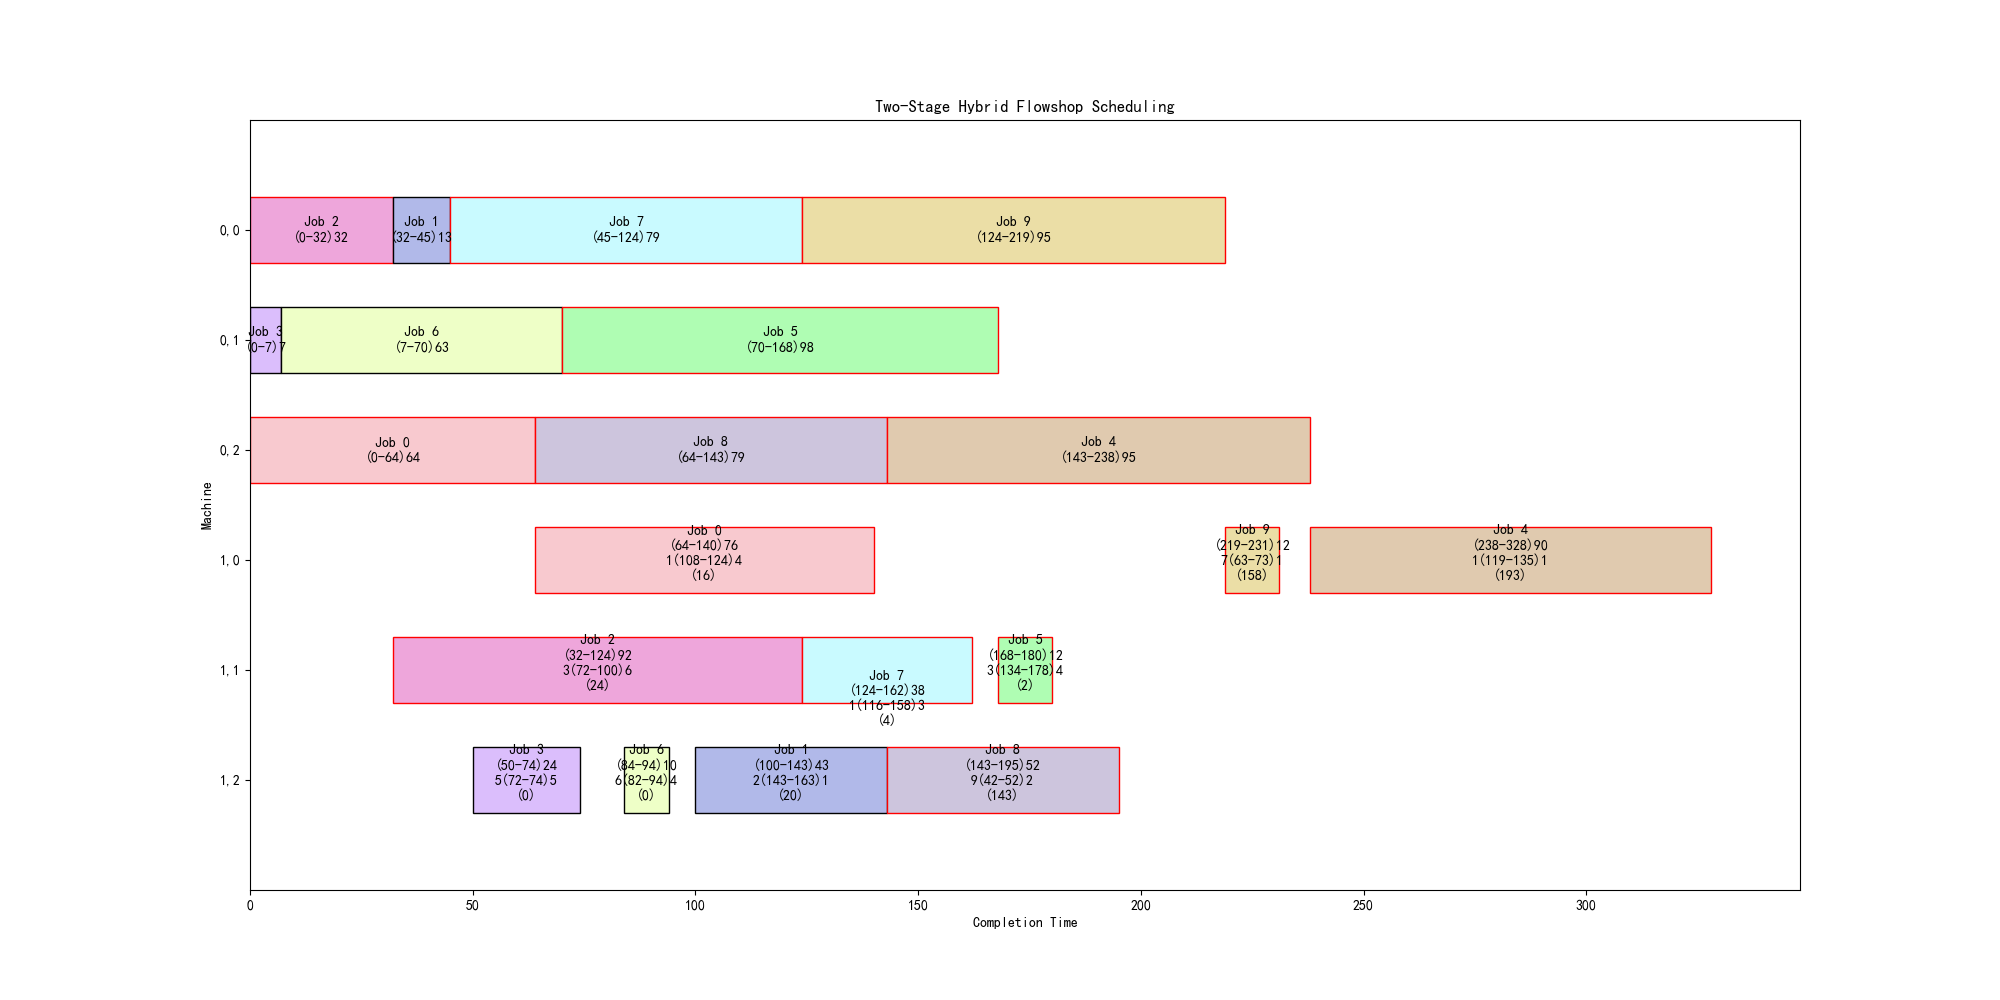 Two-Stage Hybrid Flowshop Scheduling
0,0
Job 2
(0-32)32
Job 1
(32-45)13
Job 7
(45-124)79
Job 9
(124-219)95
0,1
Job 3
(0-7)7
Job 6
(7-70)63
Job 5
(70-168)98
0,2
Job 0
(0-64)64
Job 8
(64-143)79
Job 4
(143-238)95
Machine
1,0
Job 0
(64-140)76
1(108-124)4
(16)
Job 9
(219-231)12
7(63-73)1
(158)
Job 4
(238-328)90
1(119-135)1
(193)
1,1
Job 2
(32-124)92
3(72-100)6
(24)
Job 7
(124-162)38
1(116-158)3
(4)
Job 5
(168-180)12
3(134-178)4
(2)
1,2
Job 3
(50-74)24
5(72-74)5
(0)
Job 6
(84-94)10
6(82-94)4
(0)
Job 1
(100-143)43
2(143-163)1
(20)
Job 8
(143-195)52
9(42-52)2
(143)
0
50
100
150
200
250
300
Completion Time